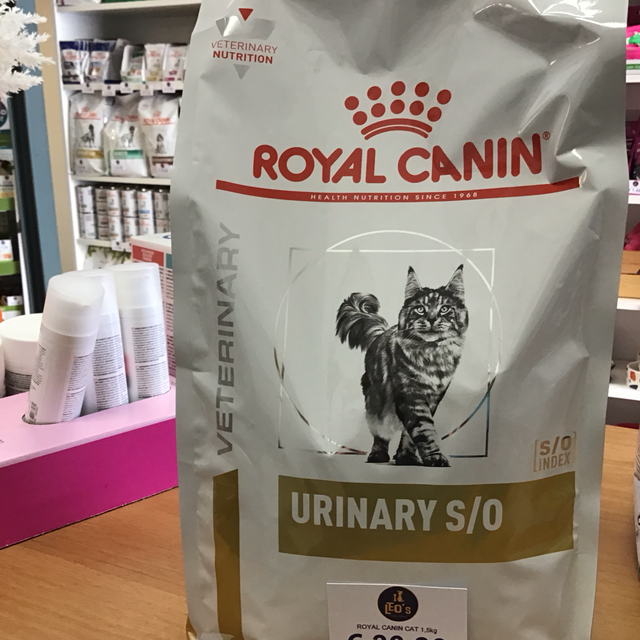 VETERINARY
NUTRITION
ROYAL CANIN®
HEALTH NUTRITION SINCE 1968
VETERINARY
S/O
INDEX
URINARY S/O
LEO's
ROYAL CANIN CAT 1,5kg